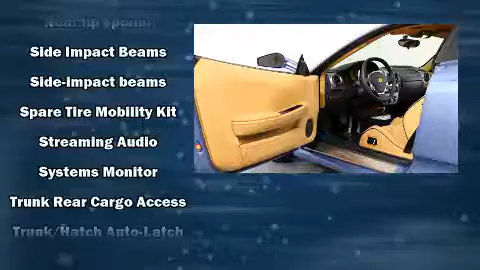 Side Impact Beams
Side-impact beams
Spare Tire Mobility Kit
Streaming Audio
Systems Monitor
Trunk Rear Cargo Access
Trunk/Hatch Auto-Latch